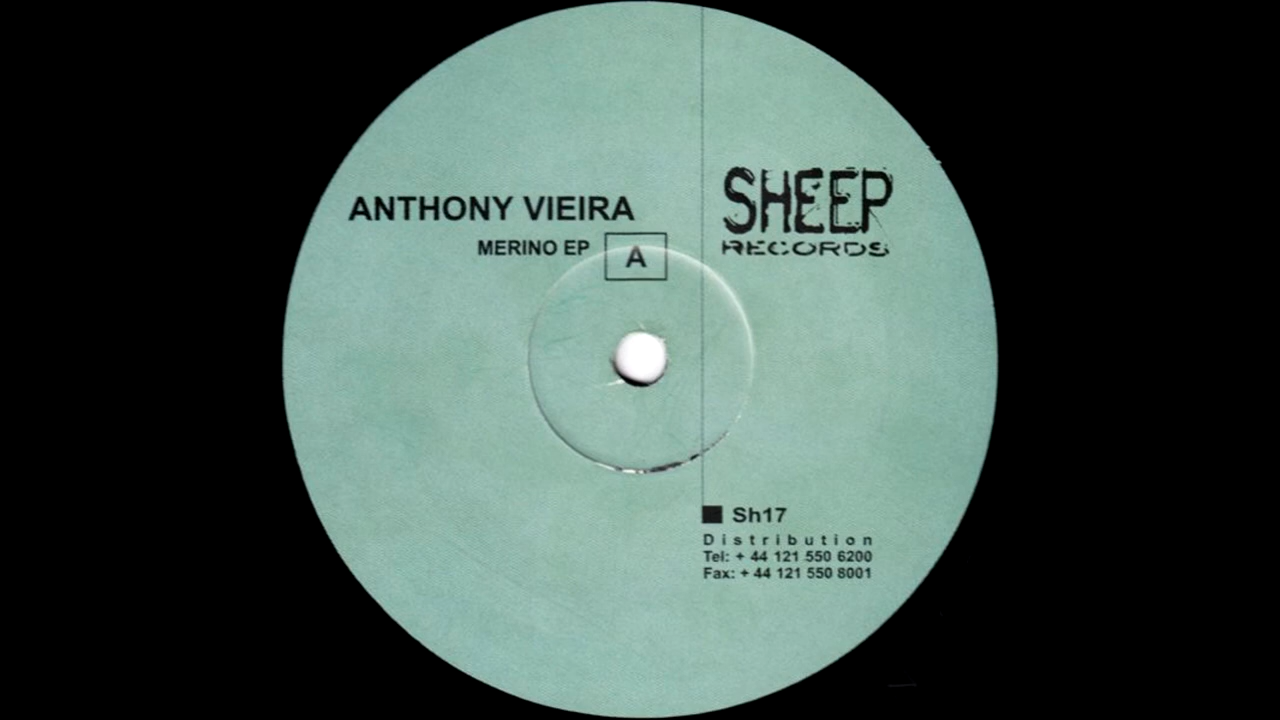 ANTHONY VIEIRA
MERINO EP
A
SHEEP
RECORDS
Sh17
Distribution
Tel: + 44 121 550 6200
Fax: + 44 121 550 8001